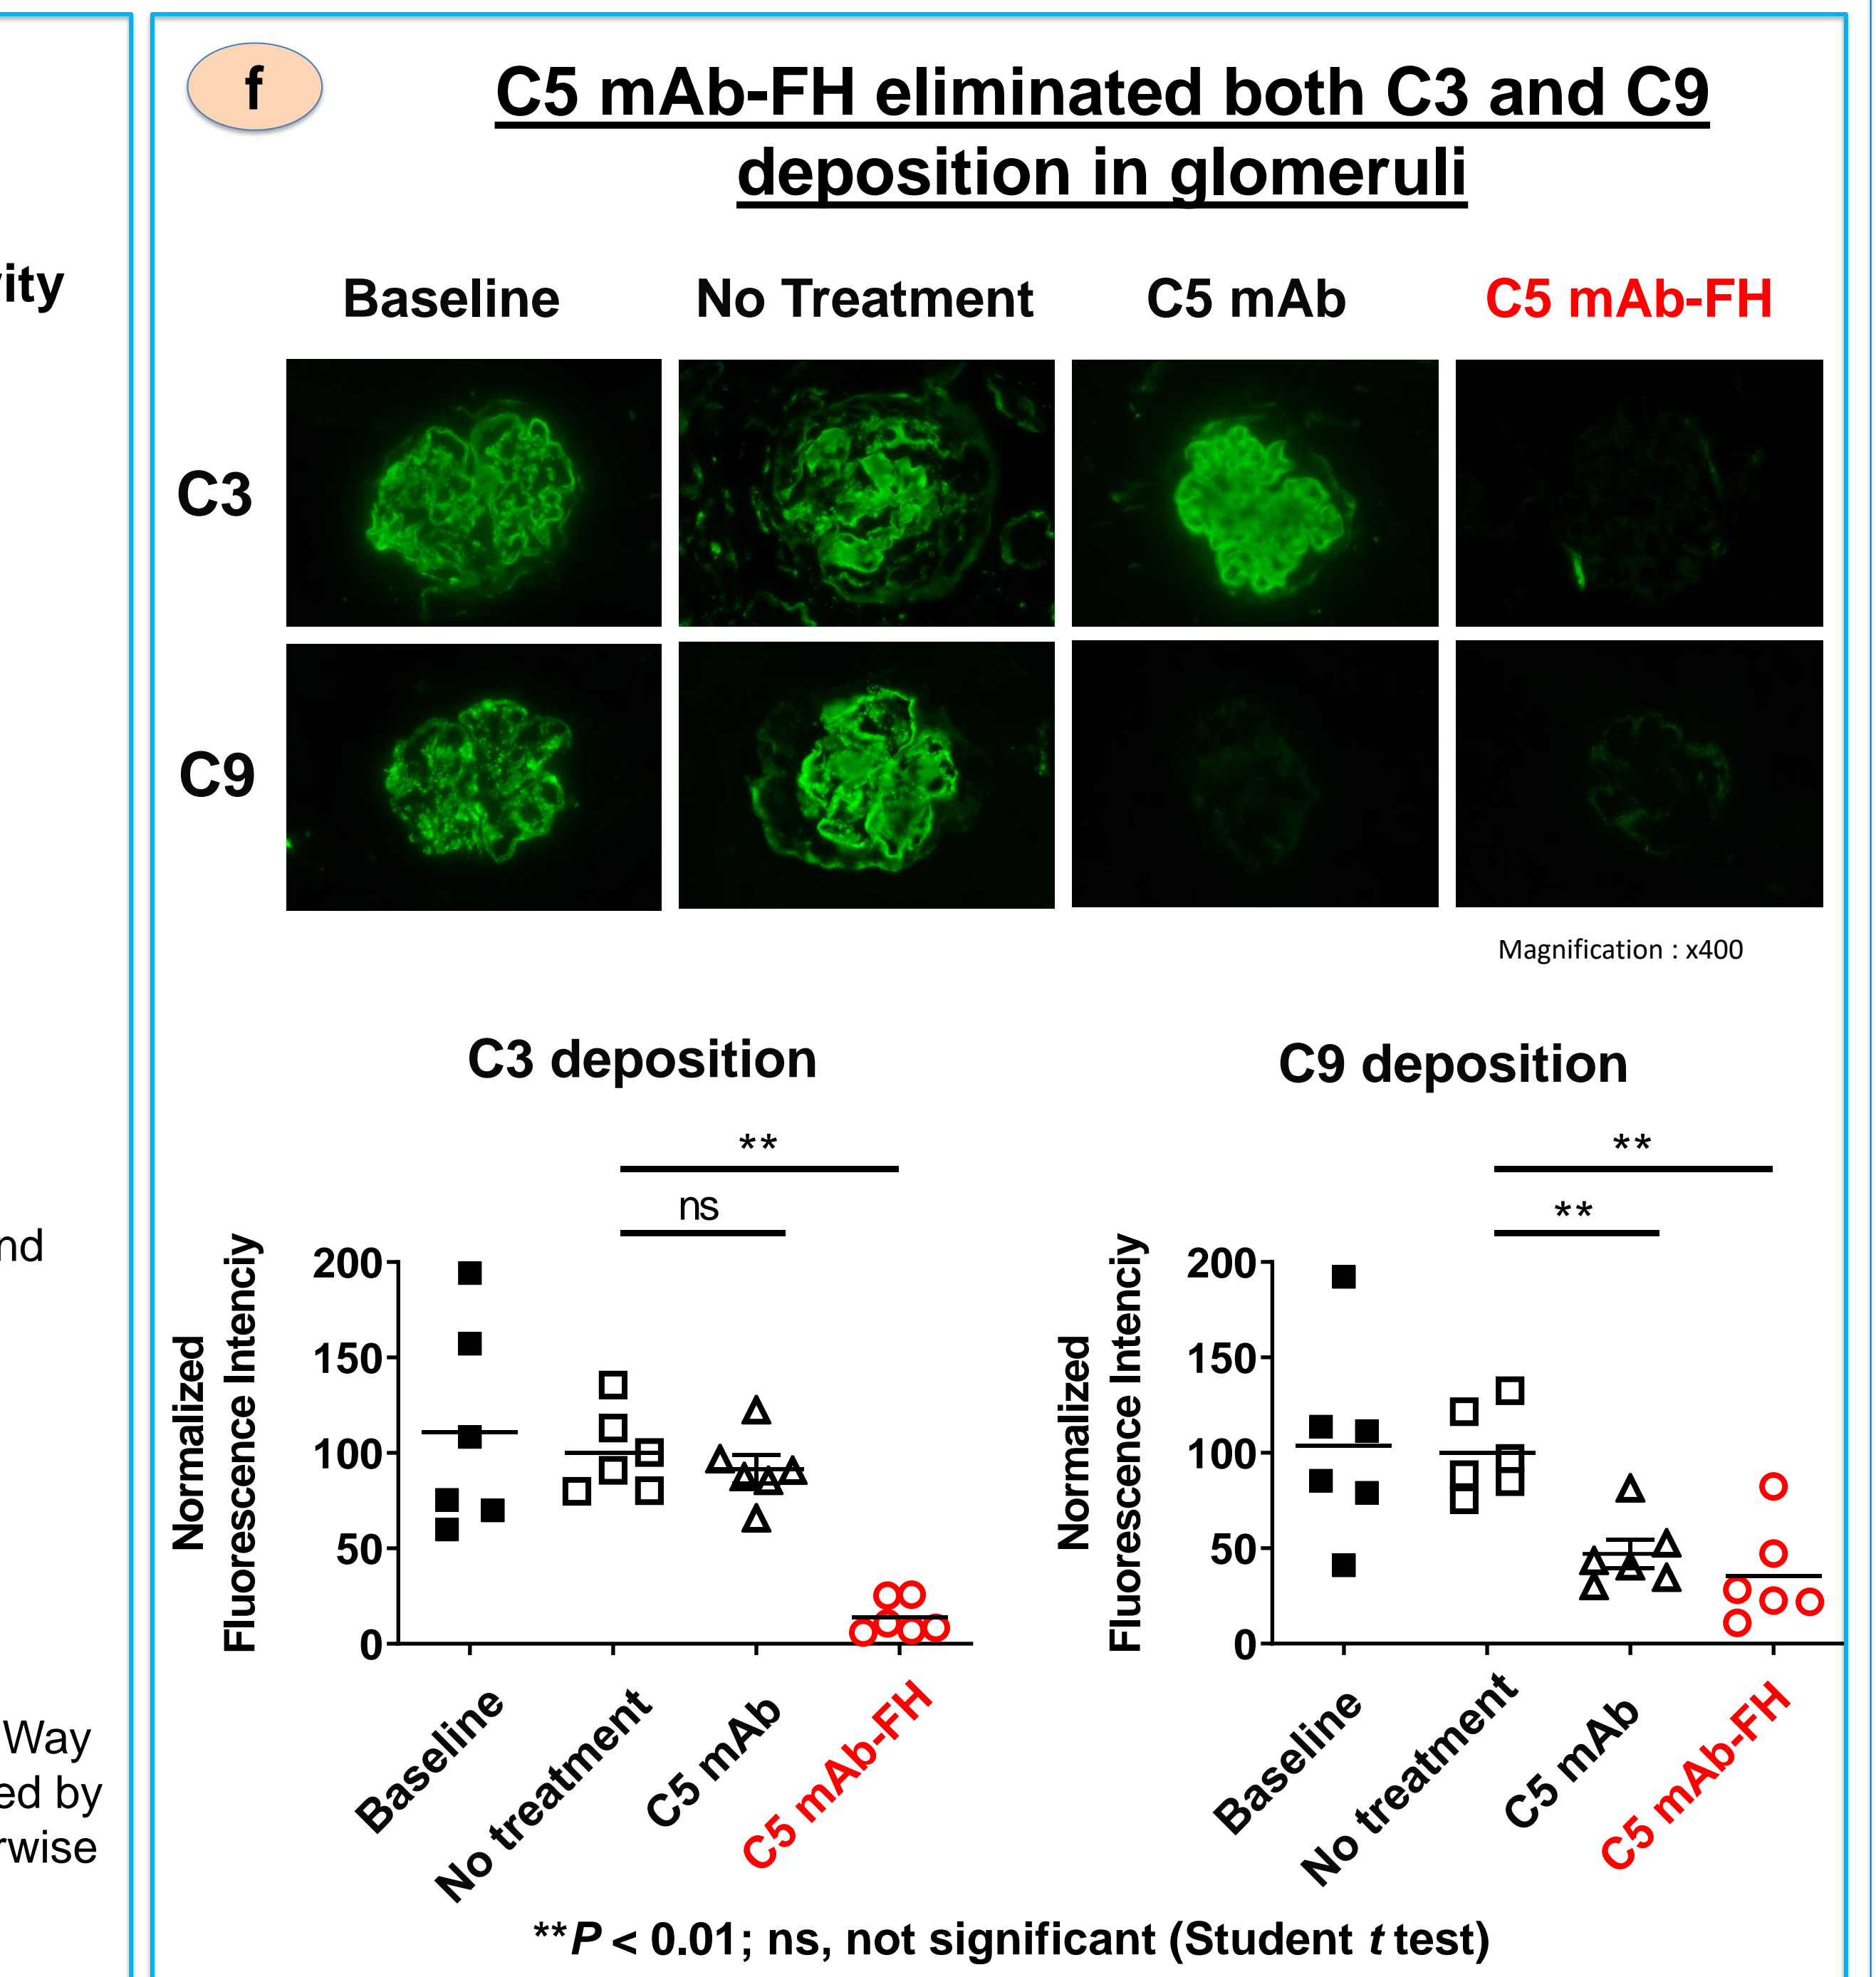 ity
nd
Way
ed by
rwise
f
C5 mAb-FH eliminated both C3 and C9
deposition in glomeruli
Baseline No Treatment C5 mAb C5 mAb-FH
C3
C9
Magnification : x400
C3 deposition
**
ns
Normalized
Fluorescence Intenciy
200
150
100
50
0
Baseline
No treatment
C5 mAb
C5 mAb-FH
C9 deposition
**
**
Normalized
Fluorescence Intenciy
200
150
100
50
0
Baseline
No treatment
C5 mAb
C5 mAb-FH
**P < 0.01; ns, not significant (Student t test)